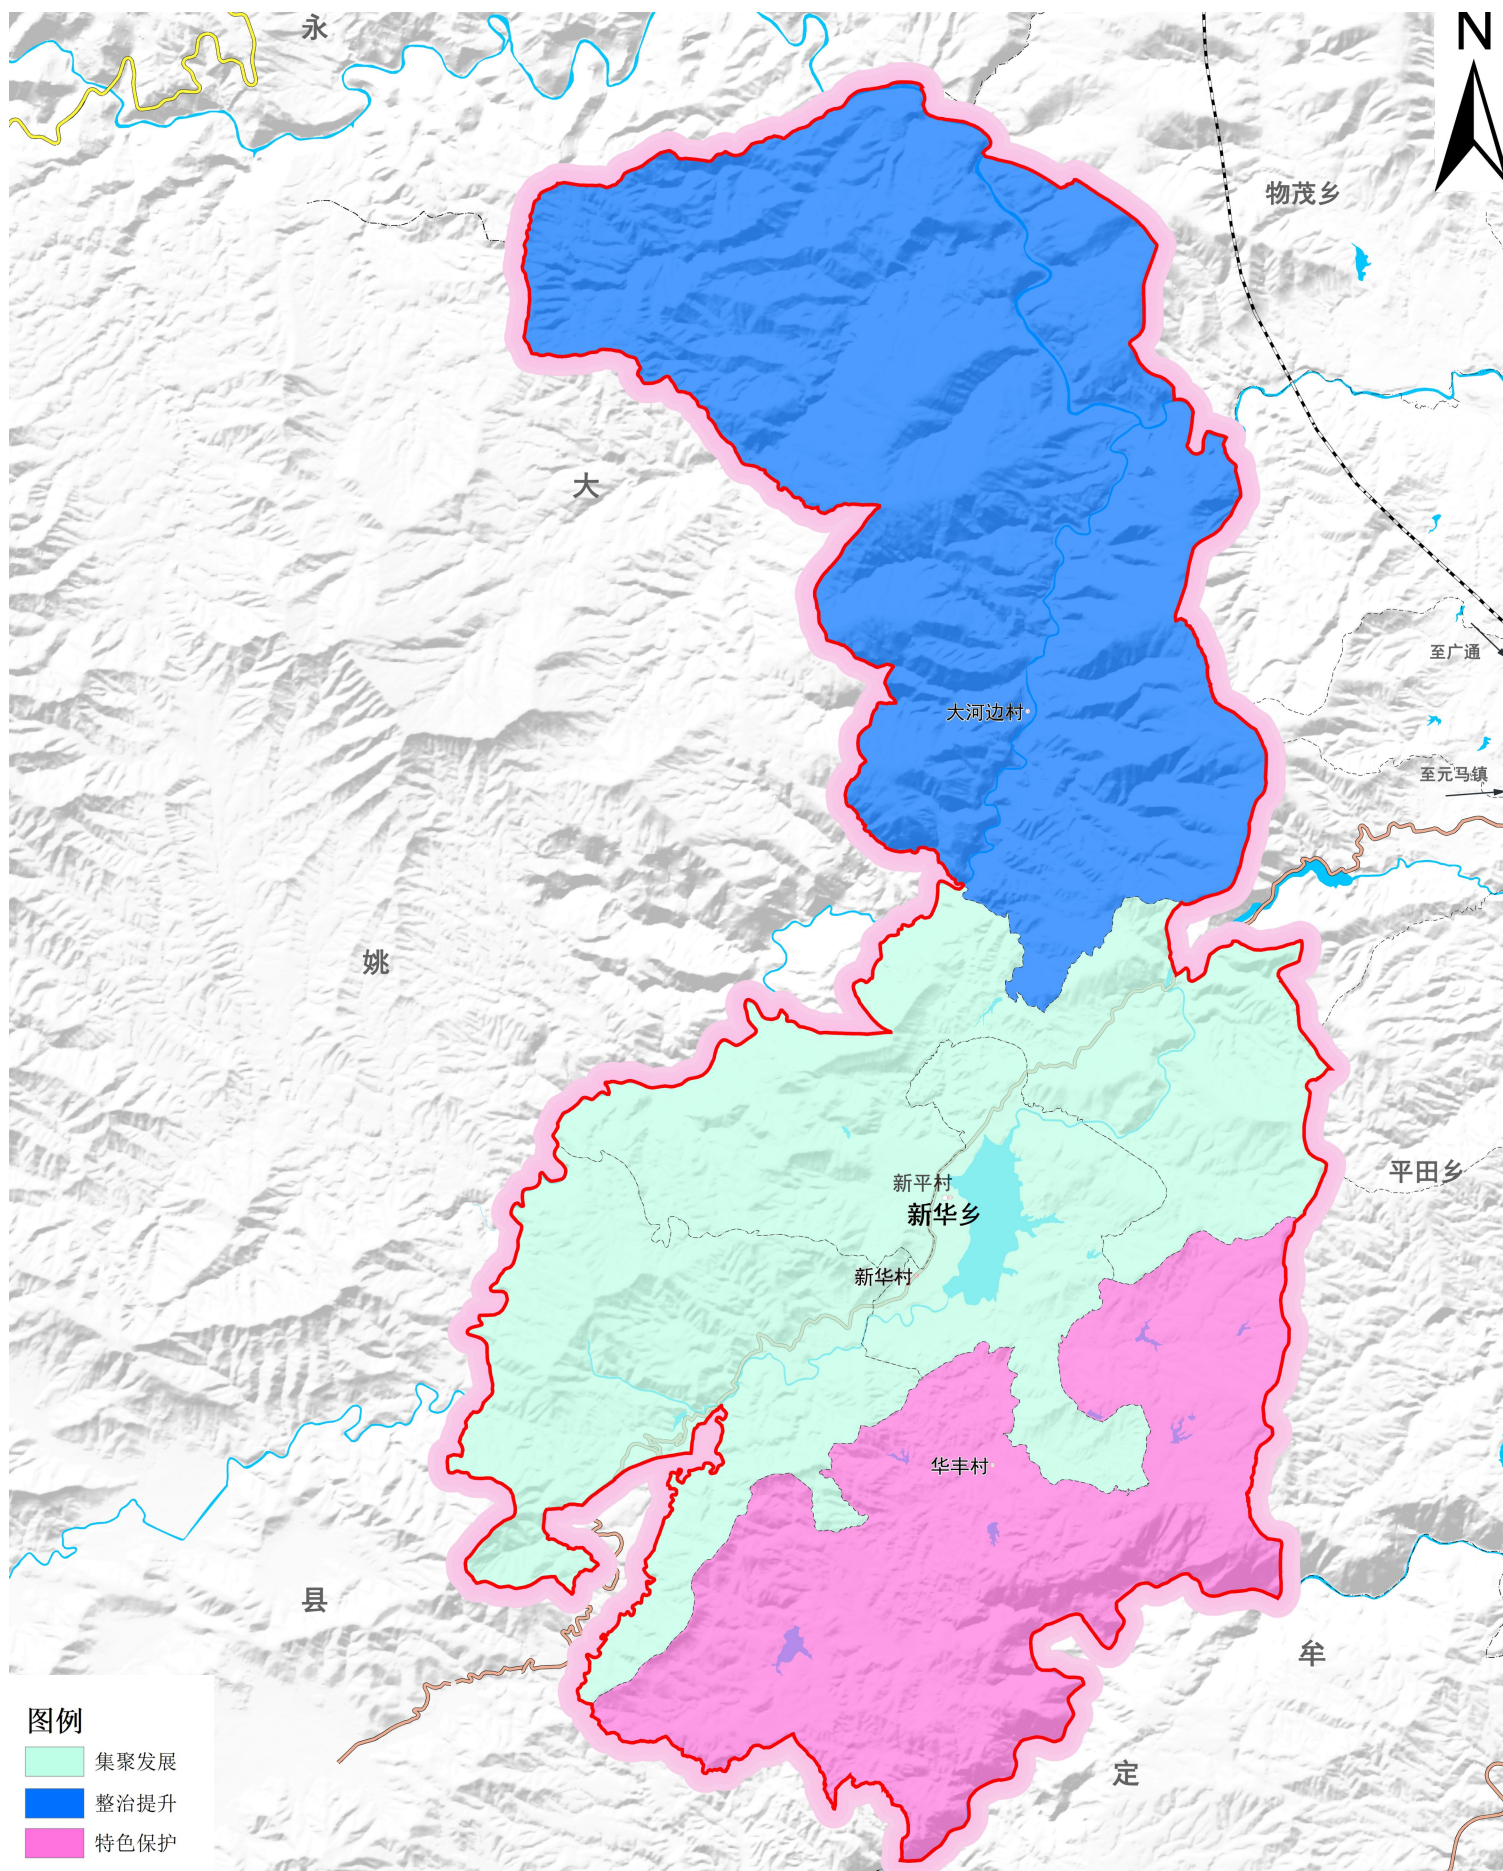 永
N
物茂乡
大
至广通
大河边村
至元马镇
姚
平田乡
新平村
新华乡
新华村
华丰村
县
牟
定
图例
集聚发展
整治提升
特色保护